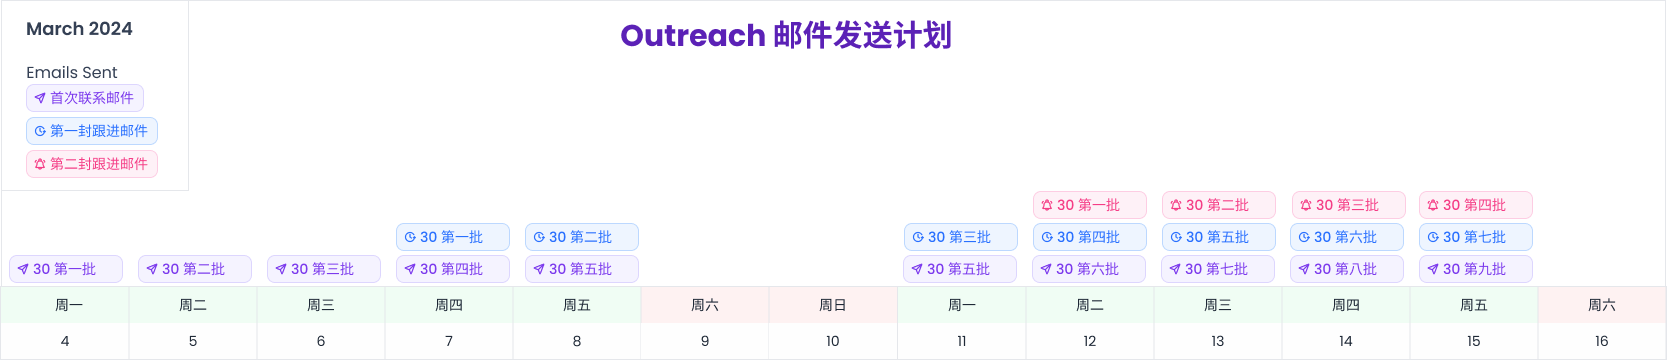 March 2024
Outreach 邮件发送计划
Emails Sent
首次联系邮件
第一封跟进邮件
第二封跟进邮件
30 第一批 30 第二批 30 第三批 30 第四批
30 第一批 30 第二批 30 第三批 30 第四批 30 第五批 30 第六批 30 第七批
30 第一批 30 第二批 30 第三批 30 第四批 30 第五批 30 第五批 30 第六批 30 第七批 30 第八批 30 第九批
周一 周二 周三 周四 周五 周六 周日 周一 周二 周三 周四 周五 周六
4 5 6 7 8 9 10 11 12 13 14 15 16